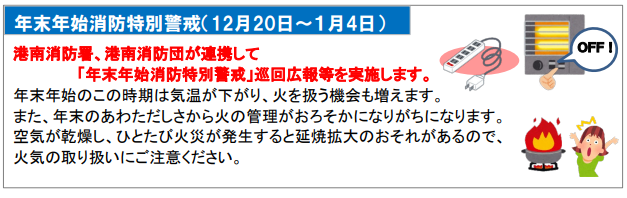 年末年始消防特別警戒（12月20日～1月4日）
港南消防署、港南消防団が連携して
「年末年始消防特別警戒」巡回広報等を実施します。
年末年始のこの時期は気温が下がり、火を扱う機会も増えます。
また、年末のあわただしさから火の管理がおろそかになりがちになります。
空気が乾燥し、ひとたび火災が発生すると延焼拡大のおそれがあるので、
火気の取り扱いにご注意ください。
OFF！